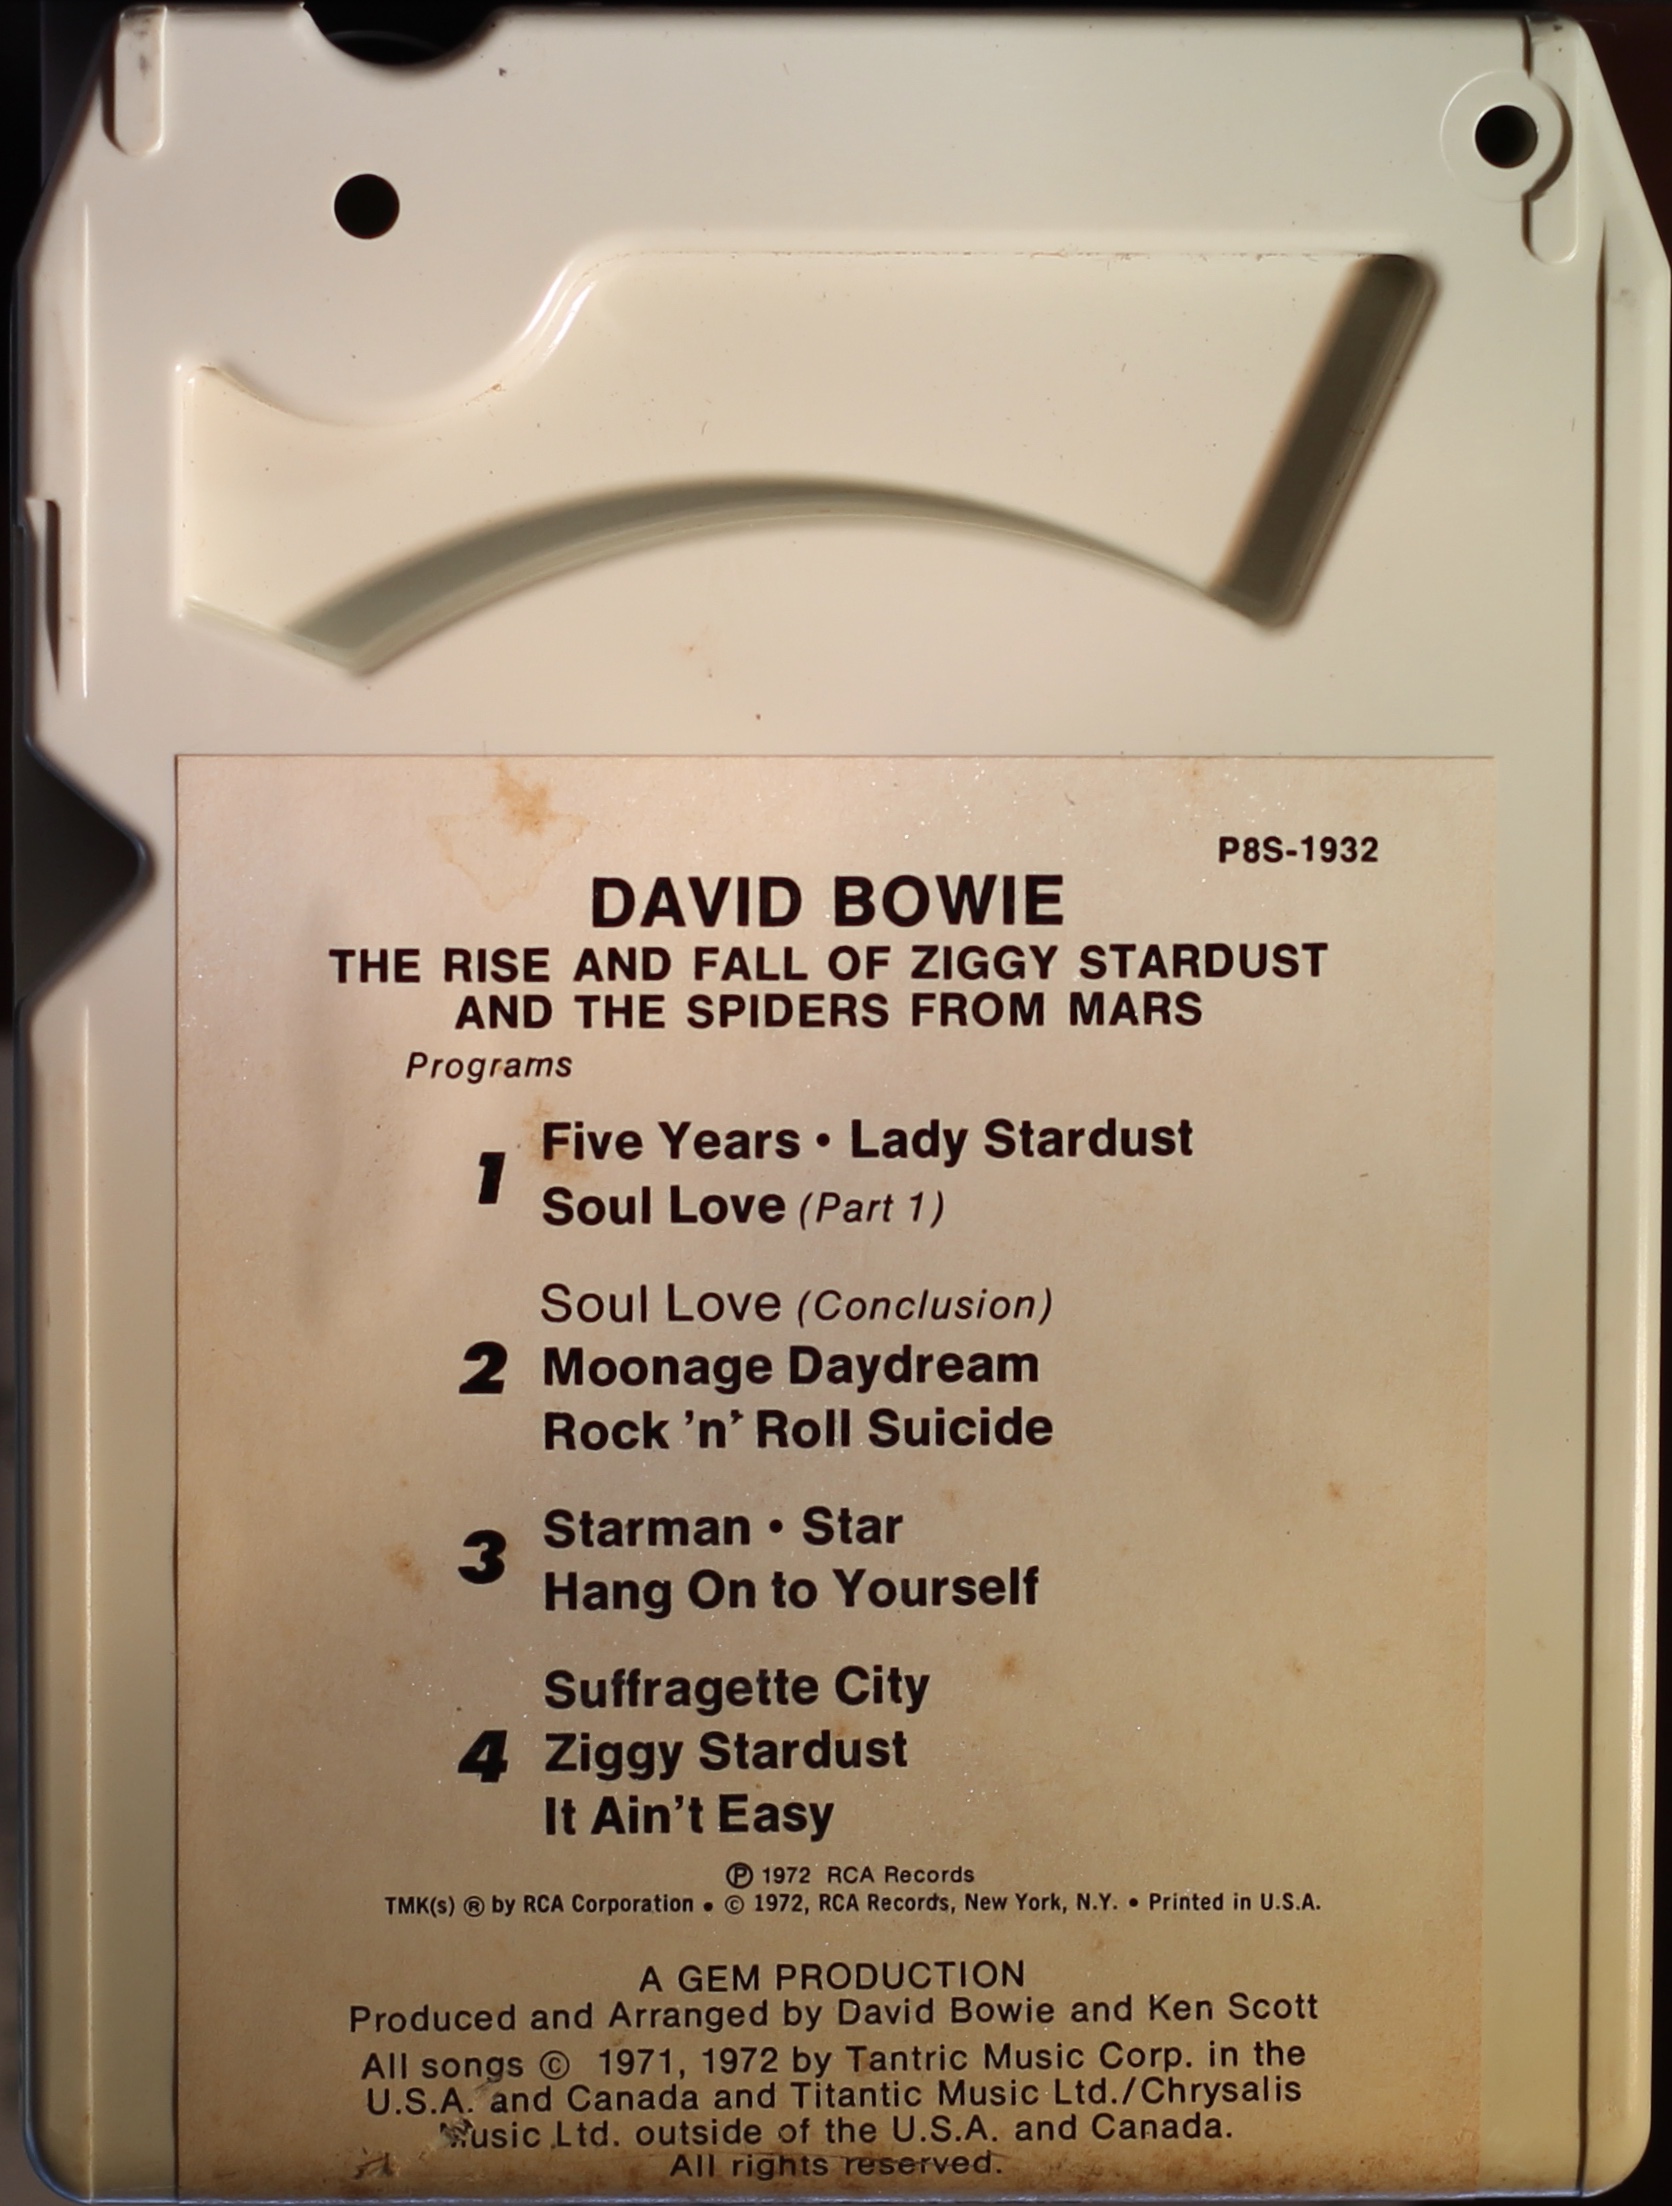 P8S-1932
DAVID BOWIE
THE RISE AND FALL OF ZIGGY STARDUST
AND THE SPIDERS FROM MARS
Programs
1
Five Years • Lady Stardust
Soul Love (Part 1)
Soul Love (Conclusion)
2 Moonage Daydream
Rock 'n' Roll Suicide
3
Starman • Star
Hang On to Yourself
Suffragette City
4 Ziggy Stardust
It Ain't Easy
℗ 1972 RCA Records
TMK(s) ® by RCA Corporation • © 1972, RCA Records, New York, N.Y. • Printed in U.S.A.
A GEM PRODUCTION
Produced and Arranged by David Bowie and Ken Scott
All songs © 1971, 1972 by Tantric Music Corp. in the
U.S.A. and Canada and Titantic Music Ltd./Chrysalis
Music Ltd. outside of the U.S.A. and Canada.
All rights reserved.